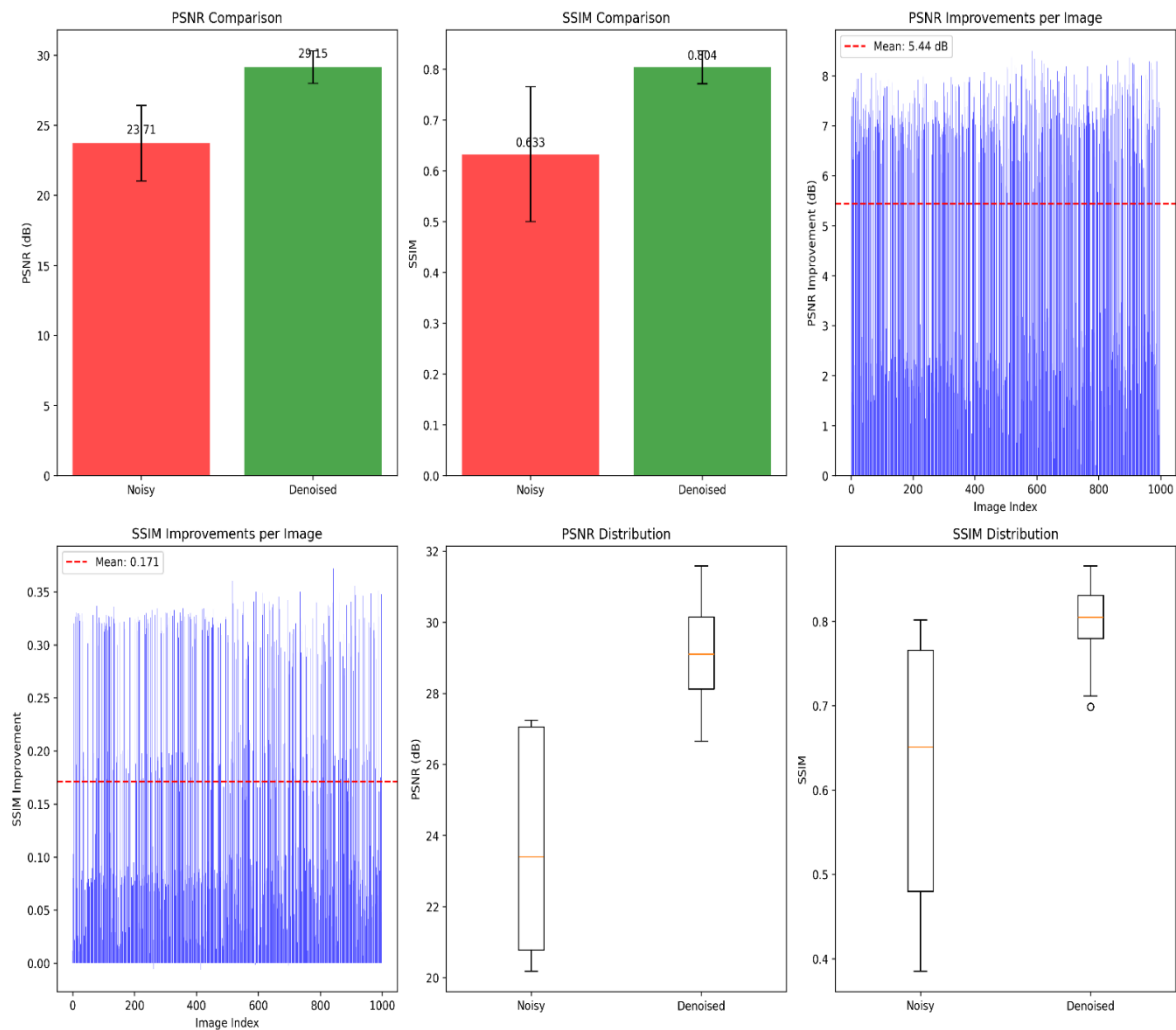 PSNR Comparison
PSNR (dB)
30
25
20
15
10
5
0
23.71
29.15
Noisy
Denoised
SSIM Comparison
SSIM
0.8
0.7
0.6
0.5
0.4
0.3
0.2
0.1
0.0
0.633
0.804
Noisy
Denoised
PSNR Improvements per Image
Mean: 5.44 dB
PSNR Improvement (dB)
8
7
6
5
4
3
2
1
0
0
200
400
600
800
1000
Image Index
SSIM Improvements per Image
Mean: 0.171
SSIM Improvement
0.35
0.30
0.25
0.20
0.15
0.10
0.05
0.00
0
200
400
600
800
1000
Image Index
PSNR Distribution
PSNR (dB)
32
30
28
26
24
22
20
Noisy
Denoised
SSIM Distribution
SSIM
0.8
0.7
0.6
0.5
0.4
Noisy
Denoised